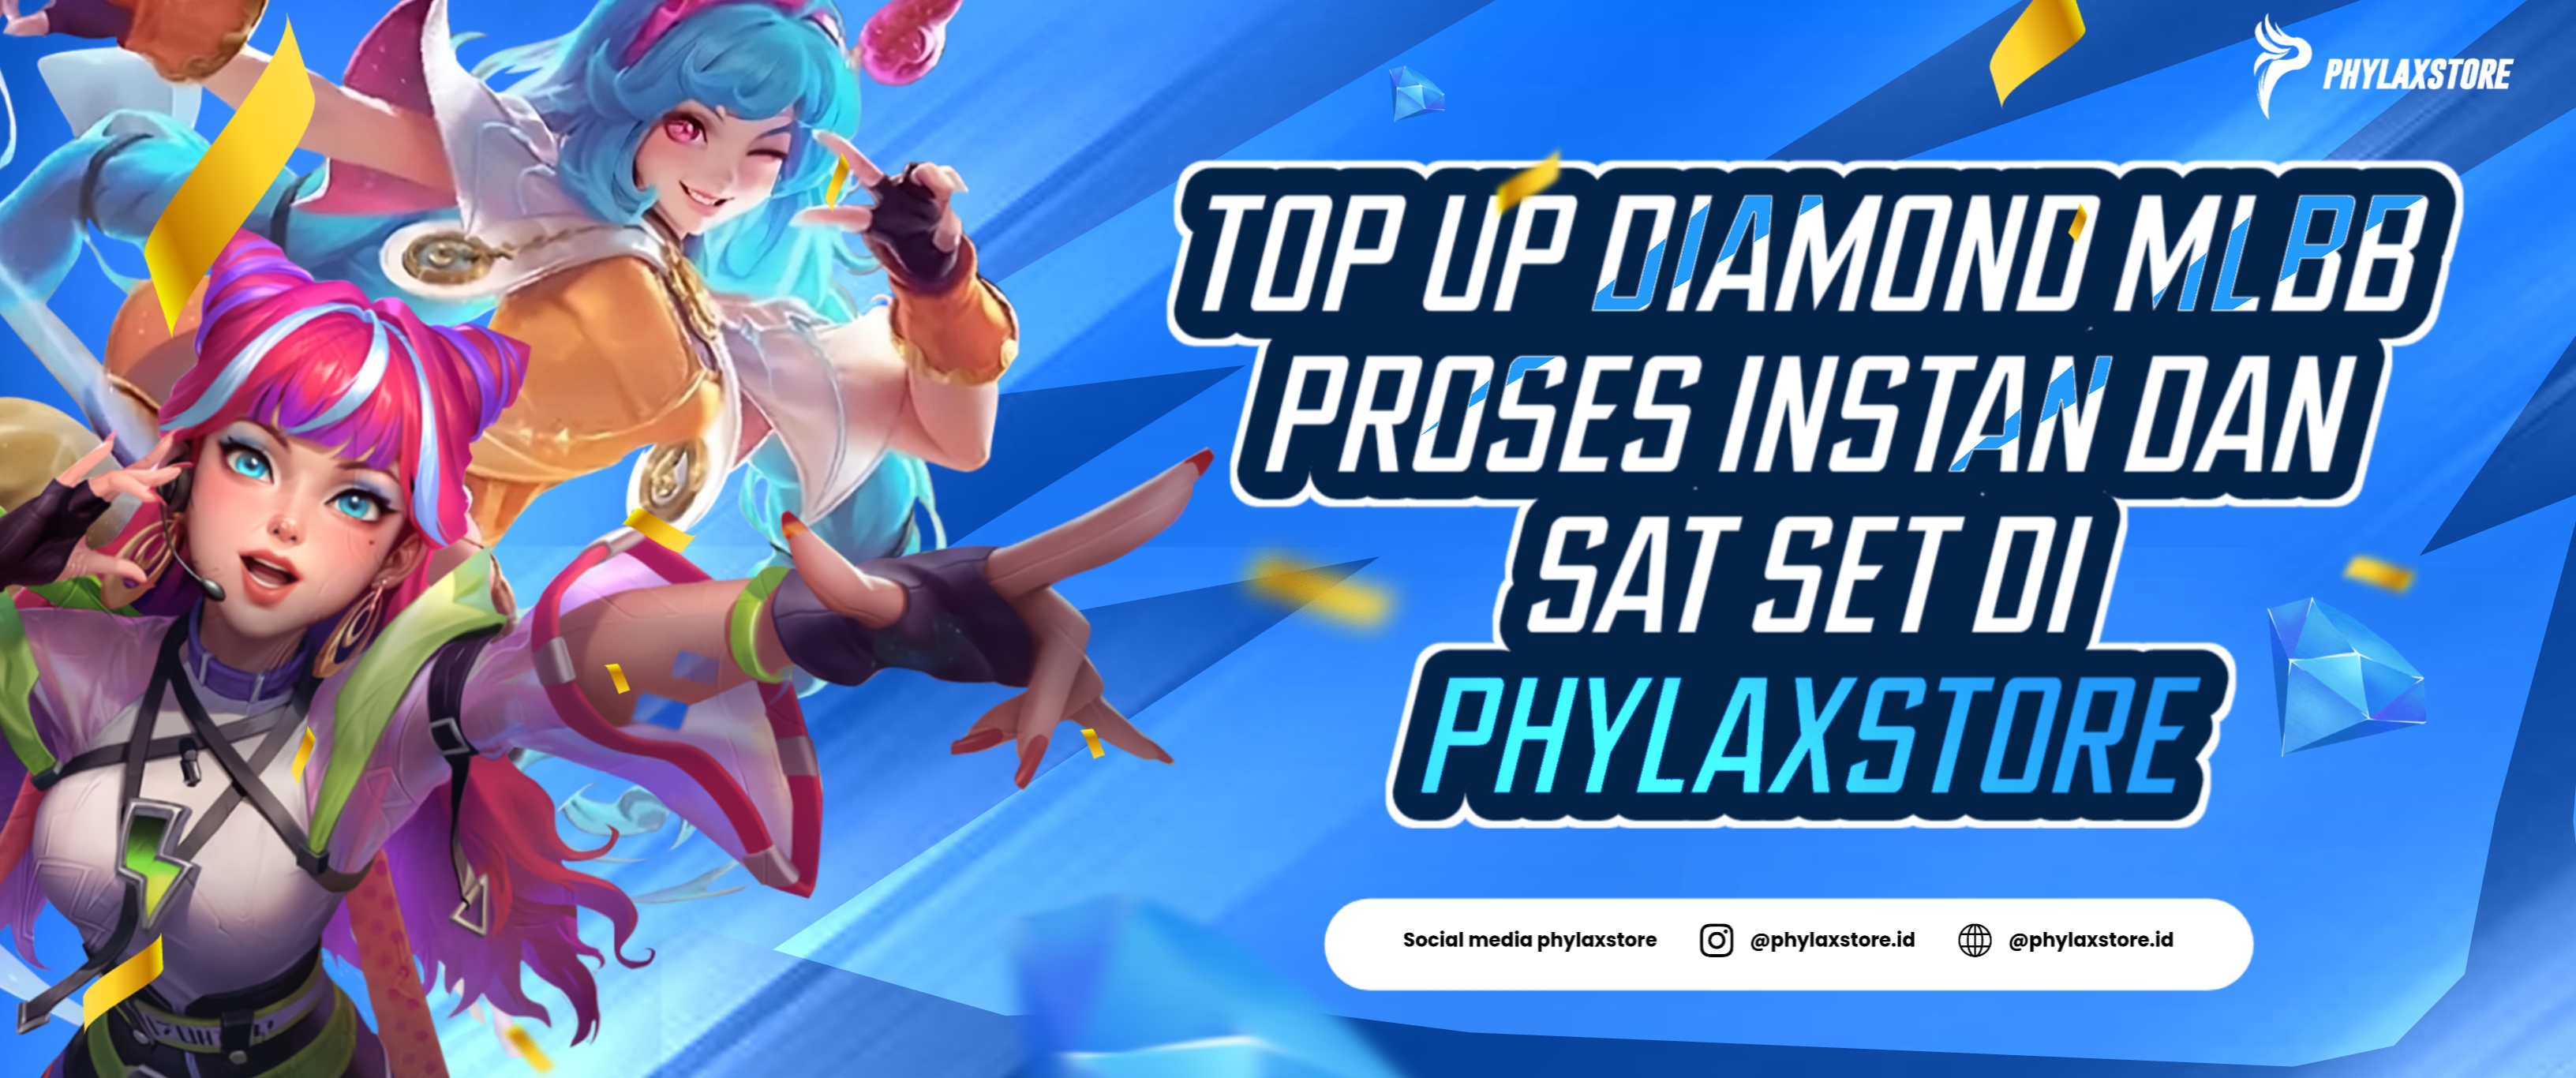 PHYLAXSTORE
TOP UP DIAMOND MLBB
PROSES INSTAN DAN
SAT SET DI
PHYLAXSTORE
Social media phylaxstore @phylaxstore.id @phylaxstore.id